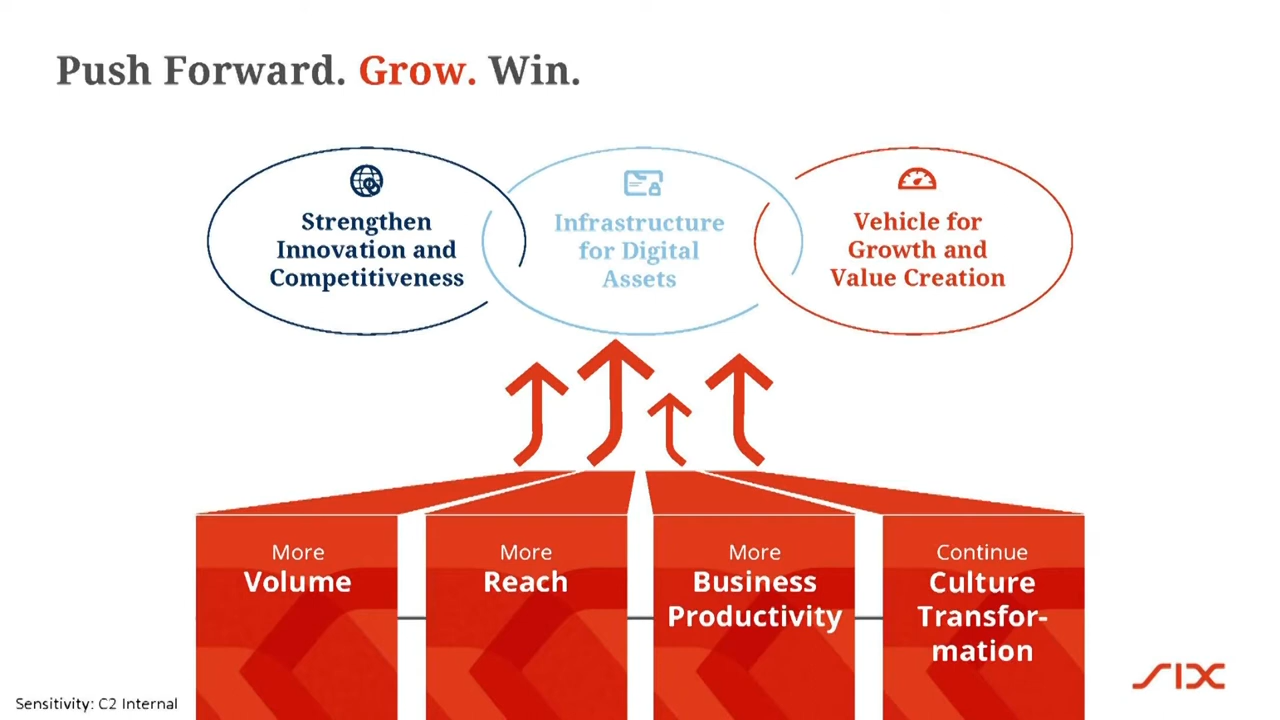 Push Forward. Grow. Win.
Strengthen
Innovation and
Competitiveness
Infrastructure
for Digital
Assets
Vehicle for
Growth and
Value Creation
More
Volume
More
Reach
More
Business
Productivity
Continue
Culture
Transfor-
mation
SIX
Sensitivity: C2 Internal